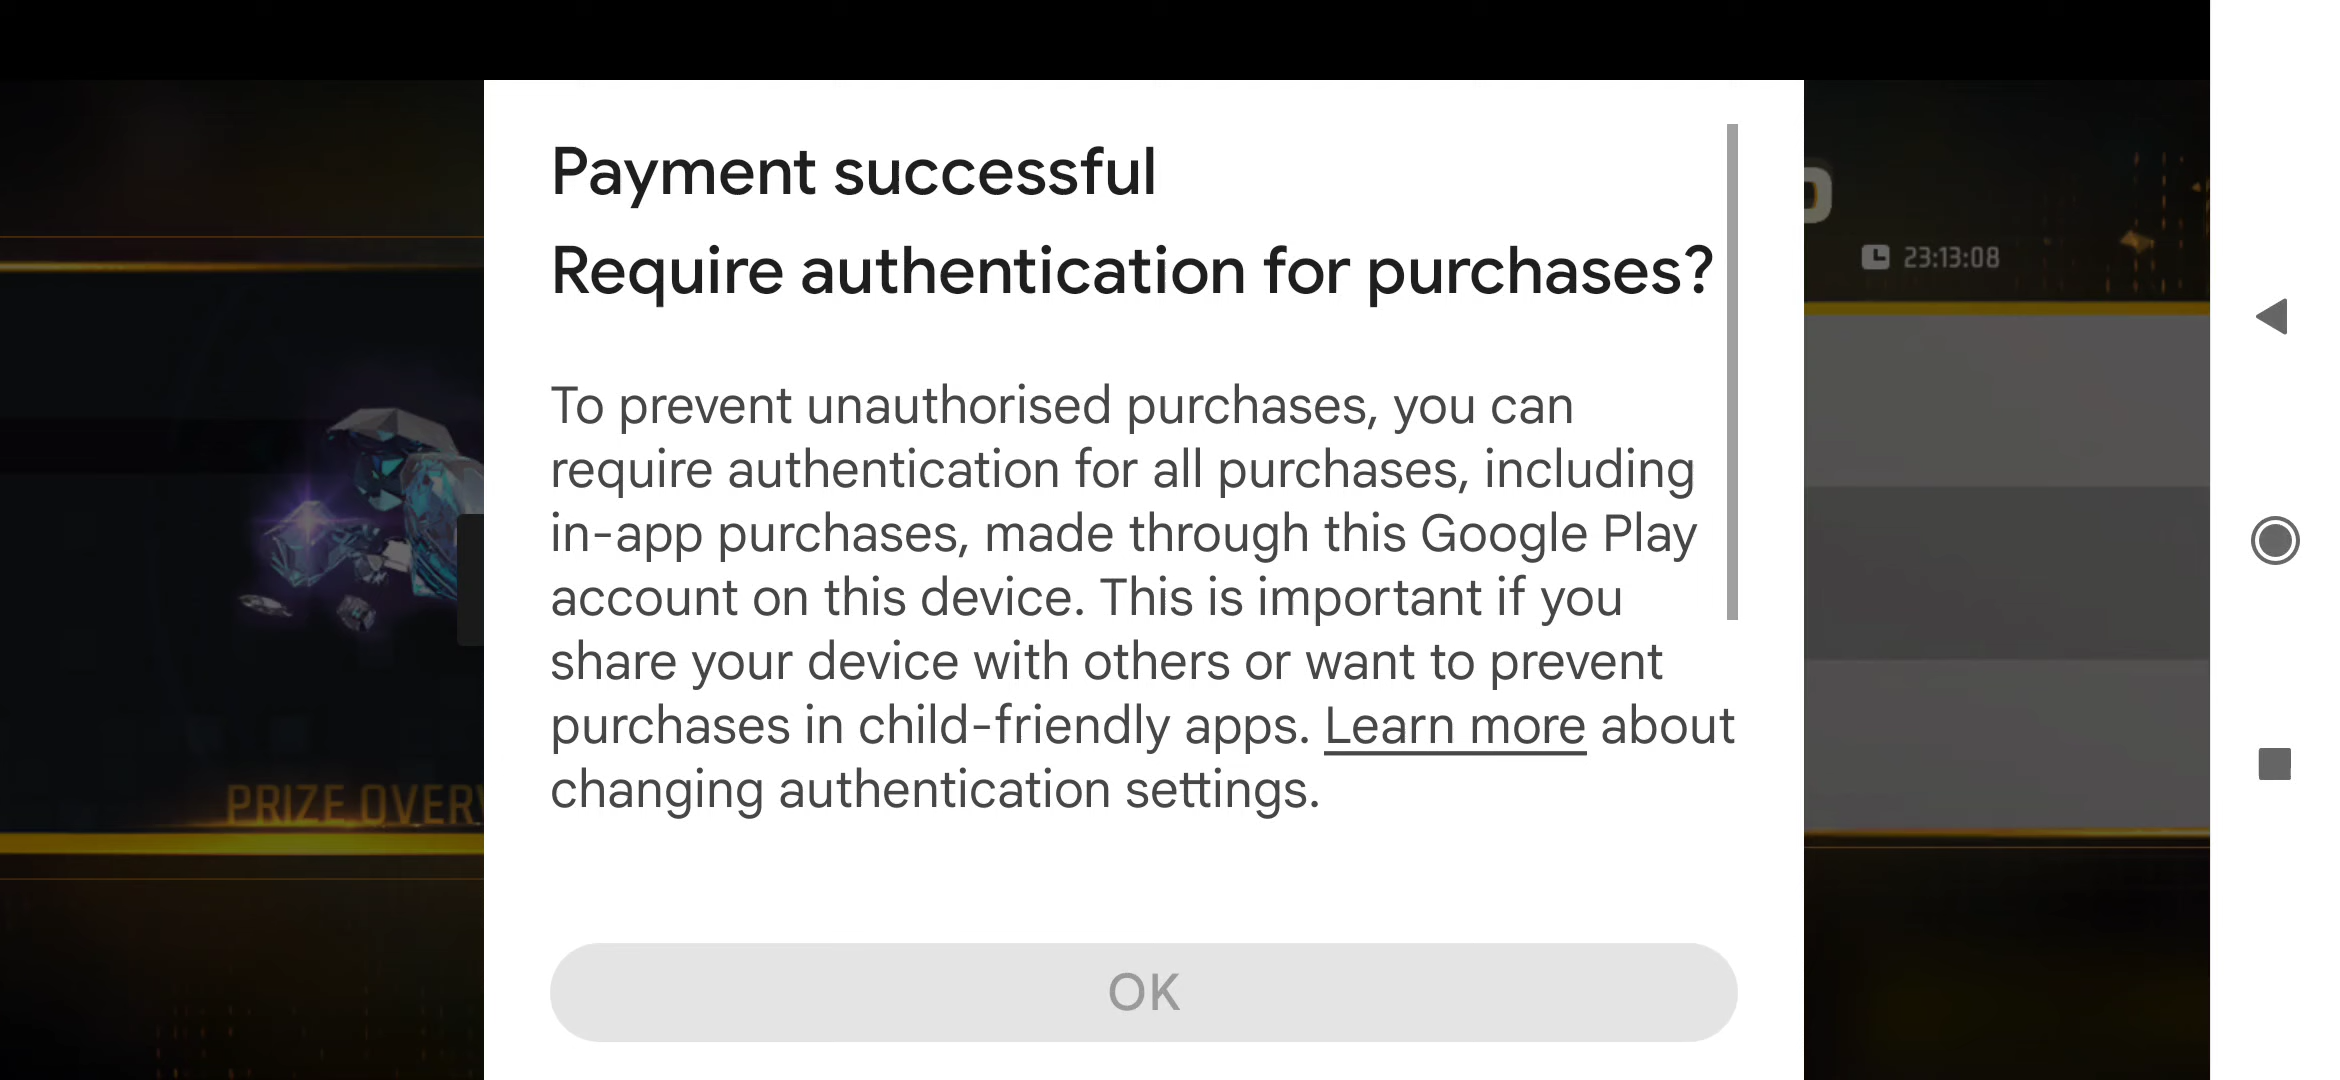 Payment successful
Require authentication for purchases?
23:13:08
To prevent unauthorised purchases, you can
require authentication for all purchases, including
in-app purchases, made through this Google Play
account on this device. This is important if you
share your device with others or want to prevent
purchases in child-friendly apps. Learn more about
changing authentication settings.
PRIZE OVER
OK